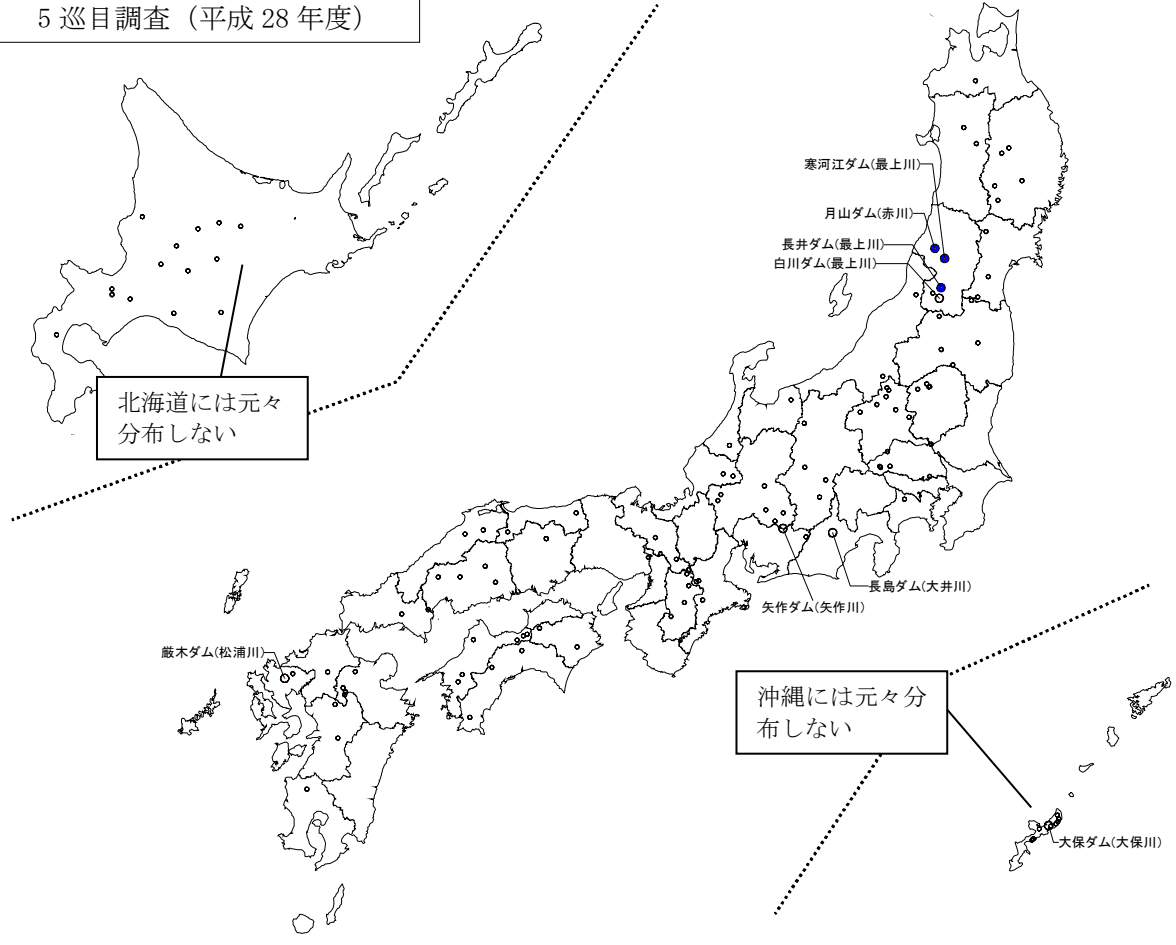 5 巡目調査（平成 28 年度）
寒河江ダム(最上川)
月山ダム(赤川)
長井ダム(最上川)
白川ダム(最上川)
北海道には元々
分布しない
長島ダム(大井川)
矢作ダム(矢作川)
厳木ダム(松浦川)
沖縄には元々分
布しない
大保ダム(大保川)